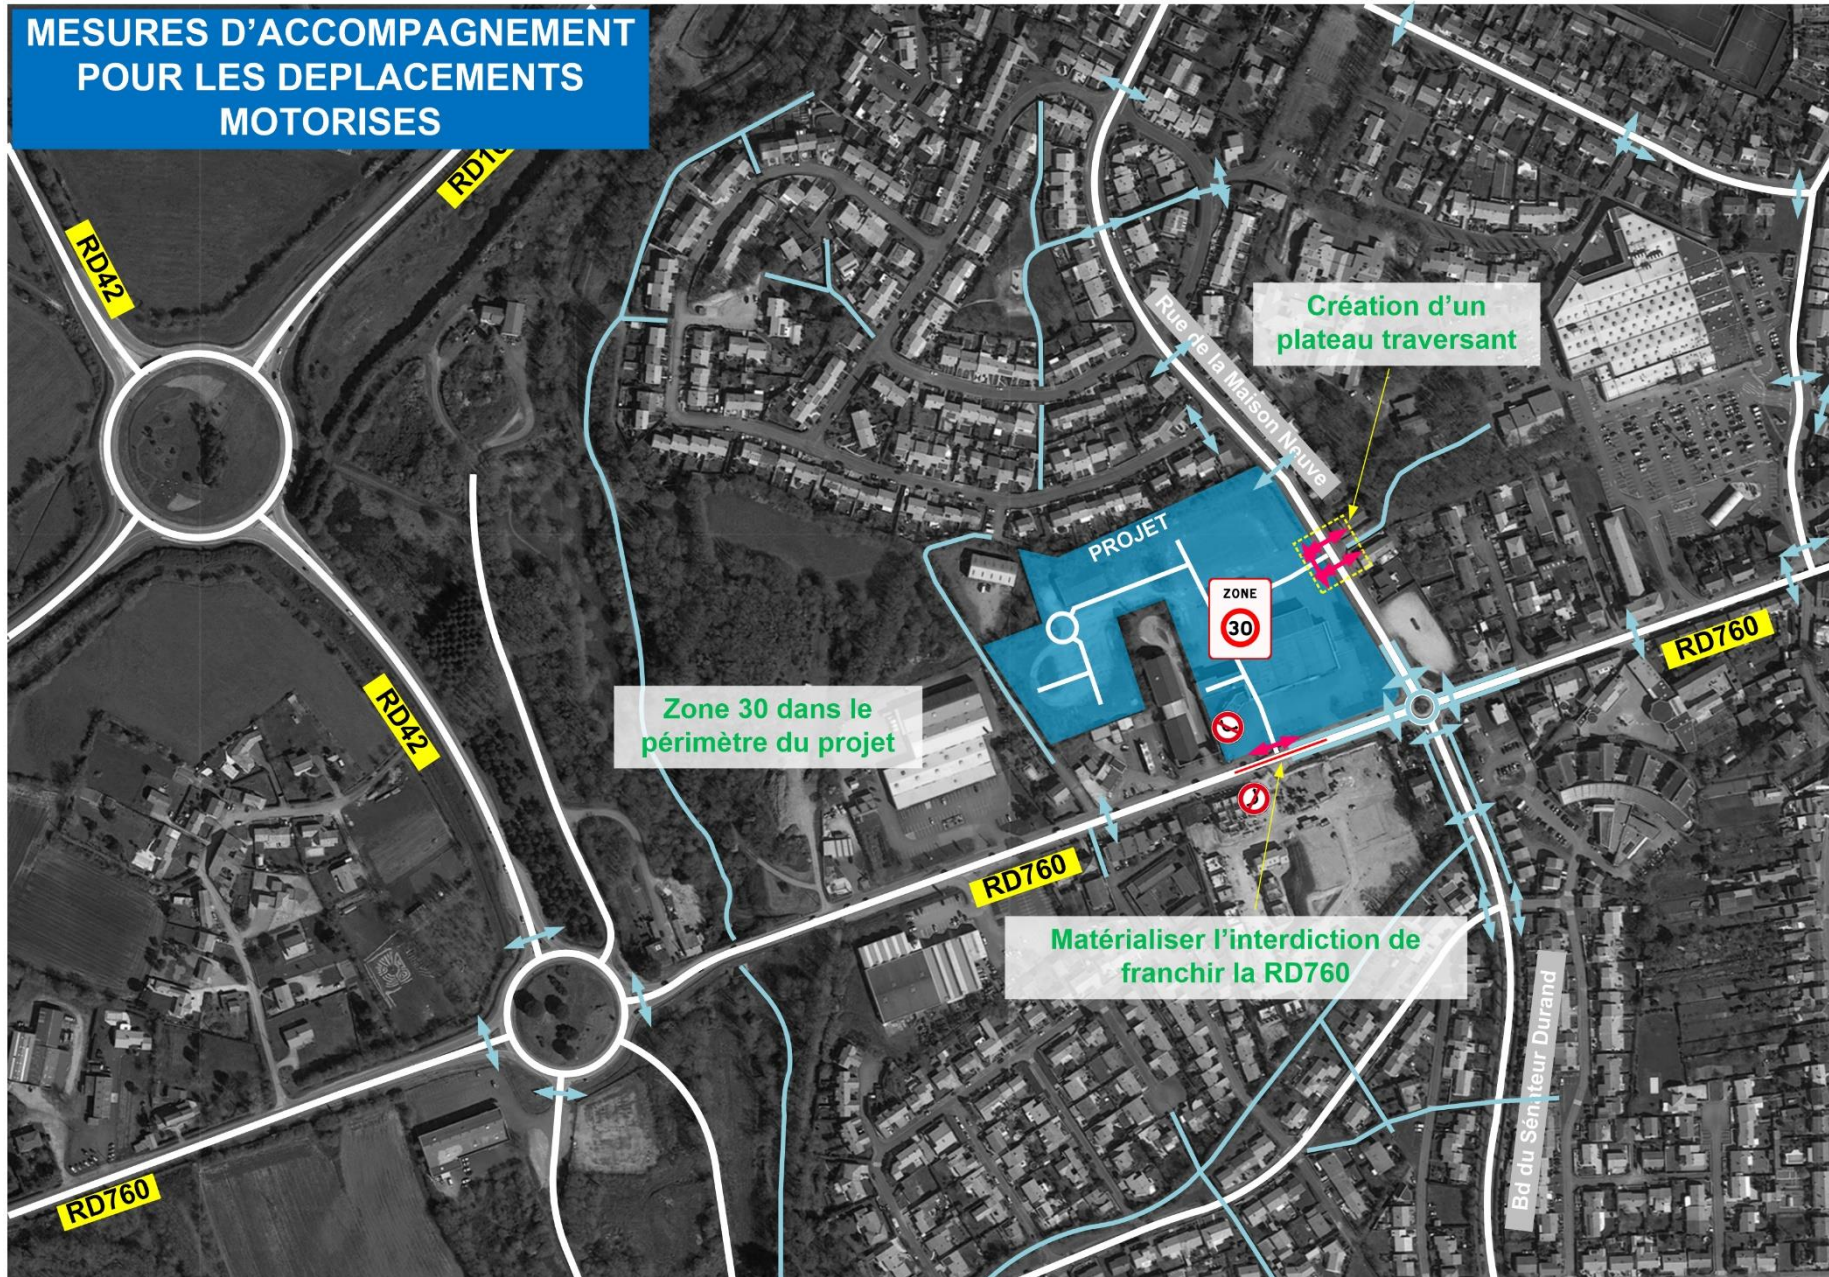 MESURES D'ACCOMPAGNEMENT
POUR LES DEPLACEMENTS
MOTORISES
RD42
Création d'un
plateau traversant
Rue de la Maison Neuve
PROJET
ZONE
30
RD760
RD42
Zone 30 dans le
périmètre du projet
RD760
Matérialiser l'interdiction de
franchir la RD760
Bd du Sénateur Durand
RD760